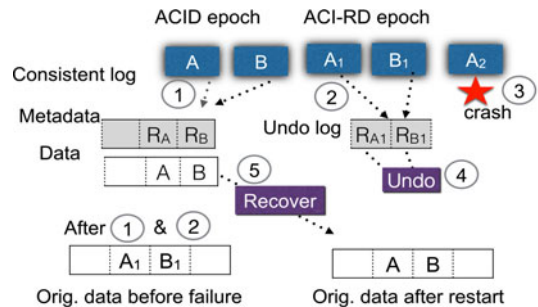 ACID epoch ACI-RD epoch
A B A1 B1 A2
Consistent log
1 2 3
crash
Metadata RA RB Undo log RA1 RB1
Data A B 5 Undo 4
Recover
After 1 & 2
A1 B1 A B
Orig. data before failure Orig. data after restart